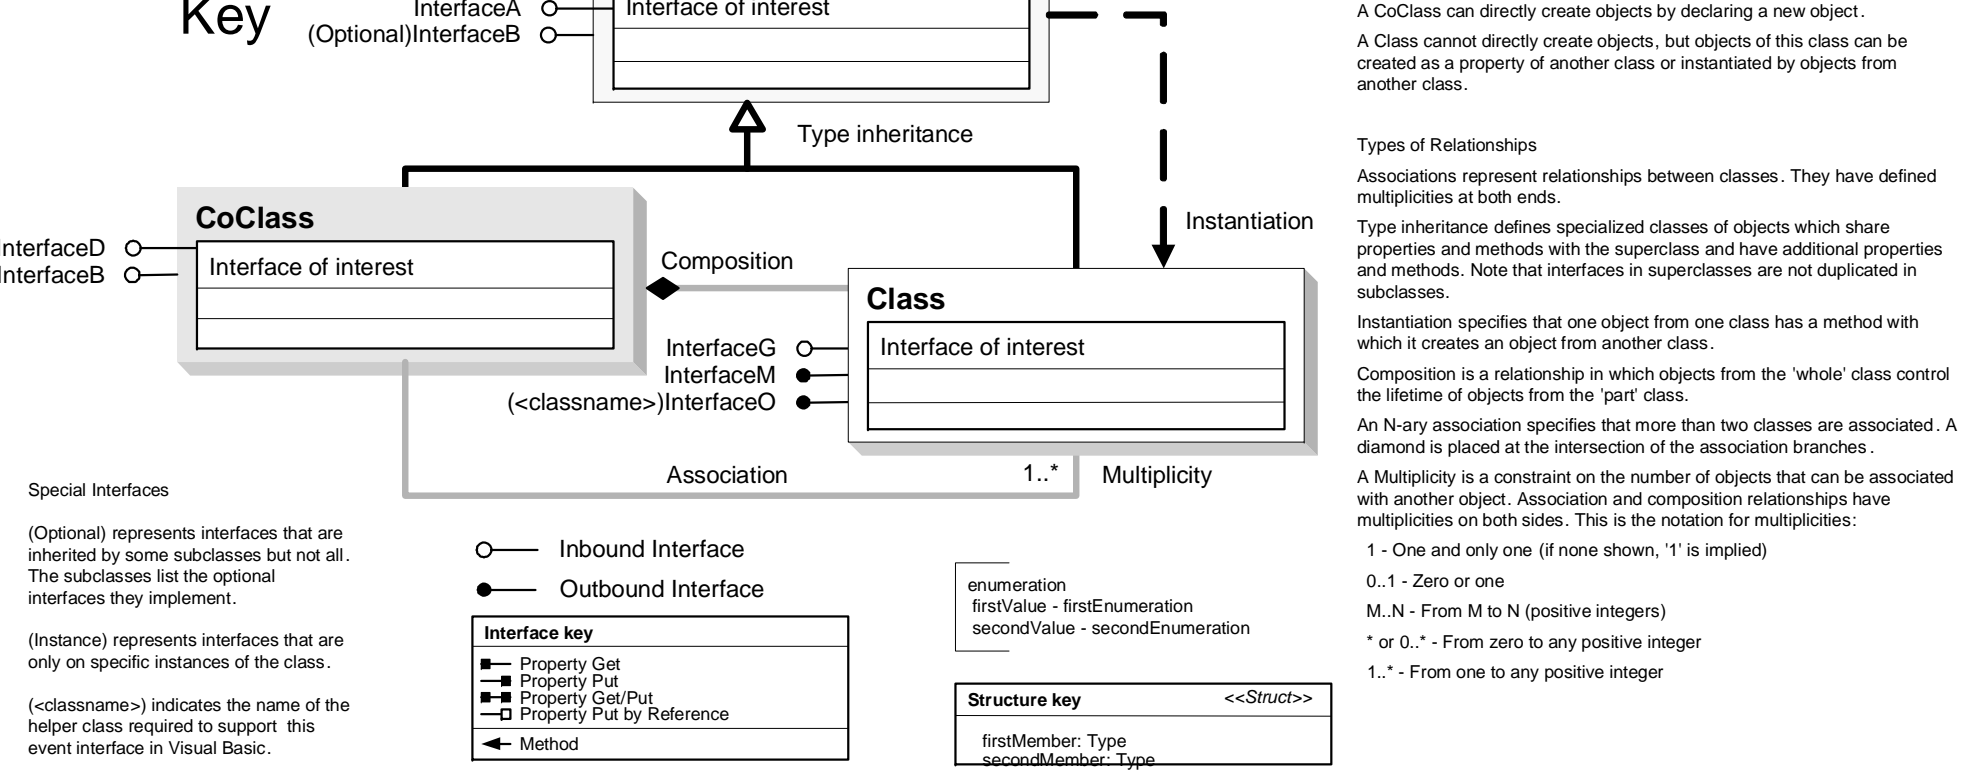 Key
InterfaceA
(Optional)InterfaceB
Interface of interest
Type inheritance
CoClass
InterfaceD
InterfaceB
Interface of interest
Composition
Instantiation
Class
InterfaceG
InterfaceM
(<classname>)InterfaceO
Interface of interest
Association
1..*
Multiplicity
Special Interfaces
(Optional) represents interfaces that are
inherited by some subclasses but not all.
The subclasses list the optional
interfaces they implement.
(Instance) represents interfaces that are
only on specific instances of the class.
(<classname>) indicates the name of the
helper class required to support this
event interface in Visual Basic.
Inbound Interface
Outbound Interface
Interface key
Property Get
Property Put
Property Get/Put
Property Put by Reference
Method
enumeration
firstValue - firstEnumeration
secondValue - secondEnumeration
Structure key <<Struct>>
firstMember: Type
secondMember: Type
A CoClass can directly create objects by declaring a new object.
A Class cannot directly create objects, but objects of this class can be
created as a property of another class or instantiated by objects from
another class.
Types of Relationships
Associations represent relationships between classes. They have defined
multiplicities at both ends.
Type inheritance defines specialized classes of objects which share
properties and methods with the superclass and have additional properties
and methods. Note that interfaces in superclasses are not duplicated in
subclasses.
Instantiation specifies that one object from one class has a method with
which it creates an object from another class.
Composition is a relationship in which objects from the 'whole' class control
the lifetime of objects from the 'part' class.
An N-ary association specifies that more than two classes are associated. A
diamond is placed at the intersection of the association branches.
A Multiplicity is a constraint on the number of objects that can be associated
with another object. Association and composition relationships have
multiplicities on both sides. This is the notation for multiplicities:
1 - One and only one (if none shown, '1' is implied)
0..1 - Zero or one
M..N - From M to N (positive integers)
* or 0..* - From zero to any positive integer
1..* - From one to any positive integer